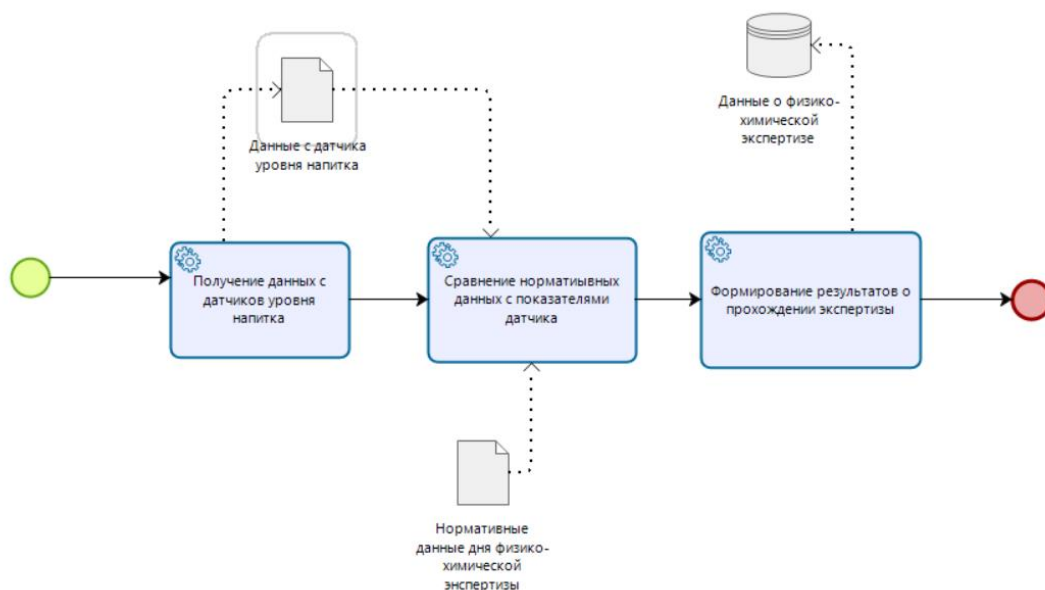 Данные с датчика
уровня напитка
Данные о физико-
химической
экспертизе
Получение данных с
датчиков уровня
напитка
Сравнение норматиывных
данных с показателями
датчика
Формирование результатов о
прохождении экспертизы
Нормативные
данные дня физико-
химической
экспертизы